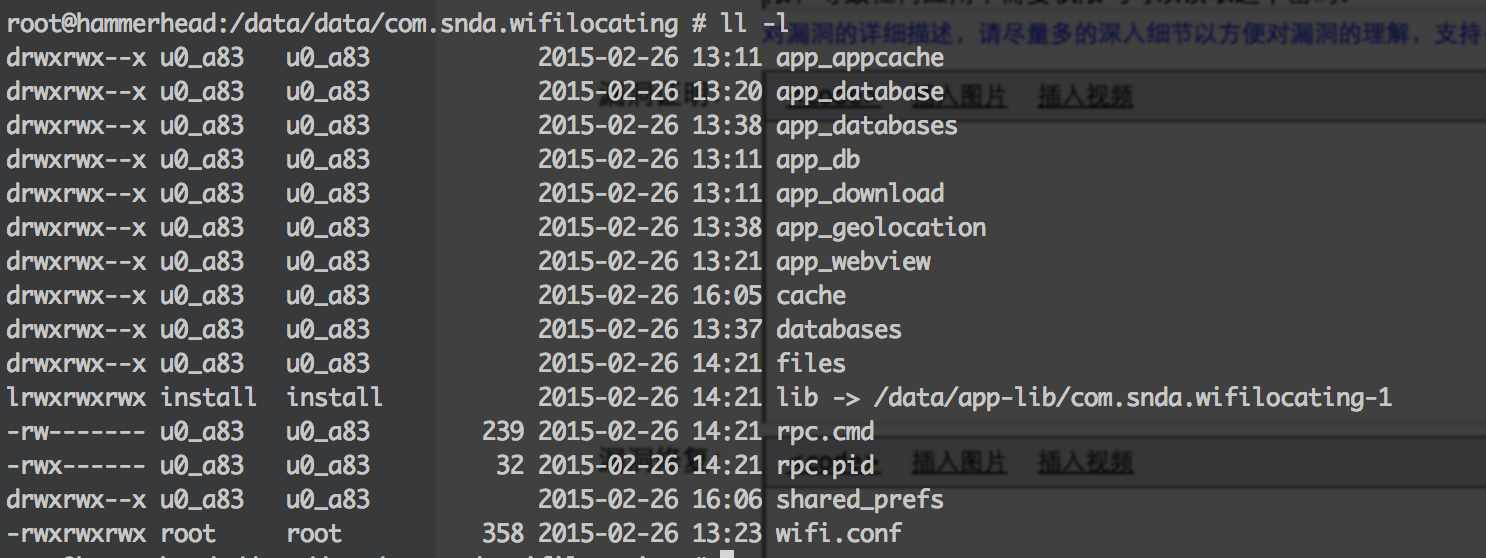 root@hammerhead:/data/data/com.snda.wifilocating # ll -l
对漏洞的详细描述，请尽量多的深入细节以方便对漏洞的理解，支持
drwxrwx--x u0_a83 u0_a83 2015-02-26 13:11 app_appcache
drwxrwx--x u0_a83 u0_a83 2015-02-26 13:20 app_database
插入图片 插入视频
drwxrwx--x u0_a83 u0_a83 2015-02-26 13:38 app_databases
drwxrwx--x u0_a83 u0_a83 2015-02-26 13:11 app_db
drwxrwx--x u0_a83 u0_a83 2015-02-26 13:11 app_download
drwxrwx--x u0_a83 u0_a83 2015-02-26 13:38 app_geolocation
drwxrwx--x u0_a83 u0_a83 2015-02-26 13:21 app_webview
drwxrwx--x u0_a83 u0_a83 2015-02-26 16:05 cache
drwxrwx--x u0_a83 u0_a83 2015-02-26 13:37 databases
drwxrwx--x u0_a83 u0_a83 2015-02-26 14:21 files
lrwxrwxrwx install install 2015-02-26 14:21 lib -> /data/app-lib/com.snda.wifilocating-1
-rw------- u0_a83 u0_a83 239 2015-02-26 14:21 rpc.cmd
-rwx------ u0_a83 u0_a83 32 2015-02-26 14:21 rpc.pid
插入图片 插入视频
drwxrwx--x u0_a83 u0_a83 2015-02-26 16:06 shared_prefs
-rwxrwxrwx root root 358 2015-02-26 13:23 wifi.conf